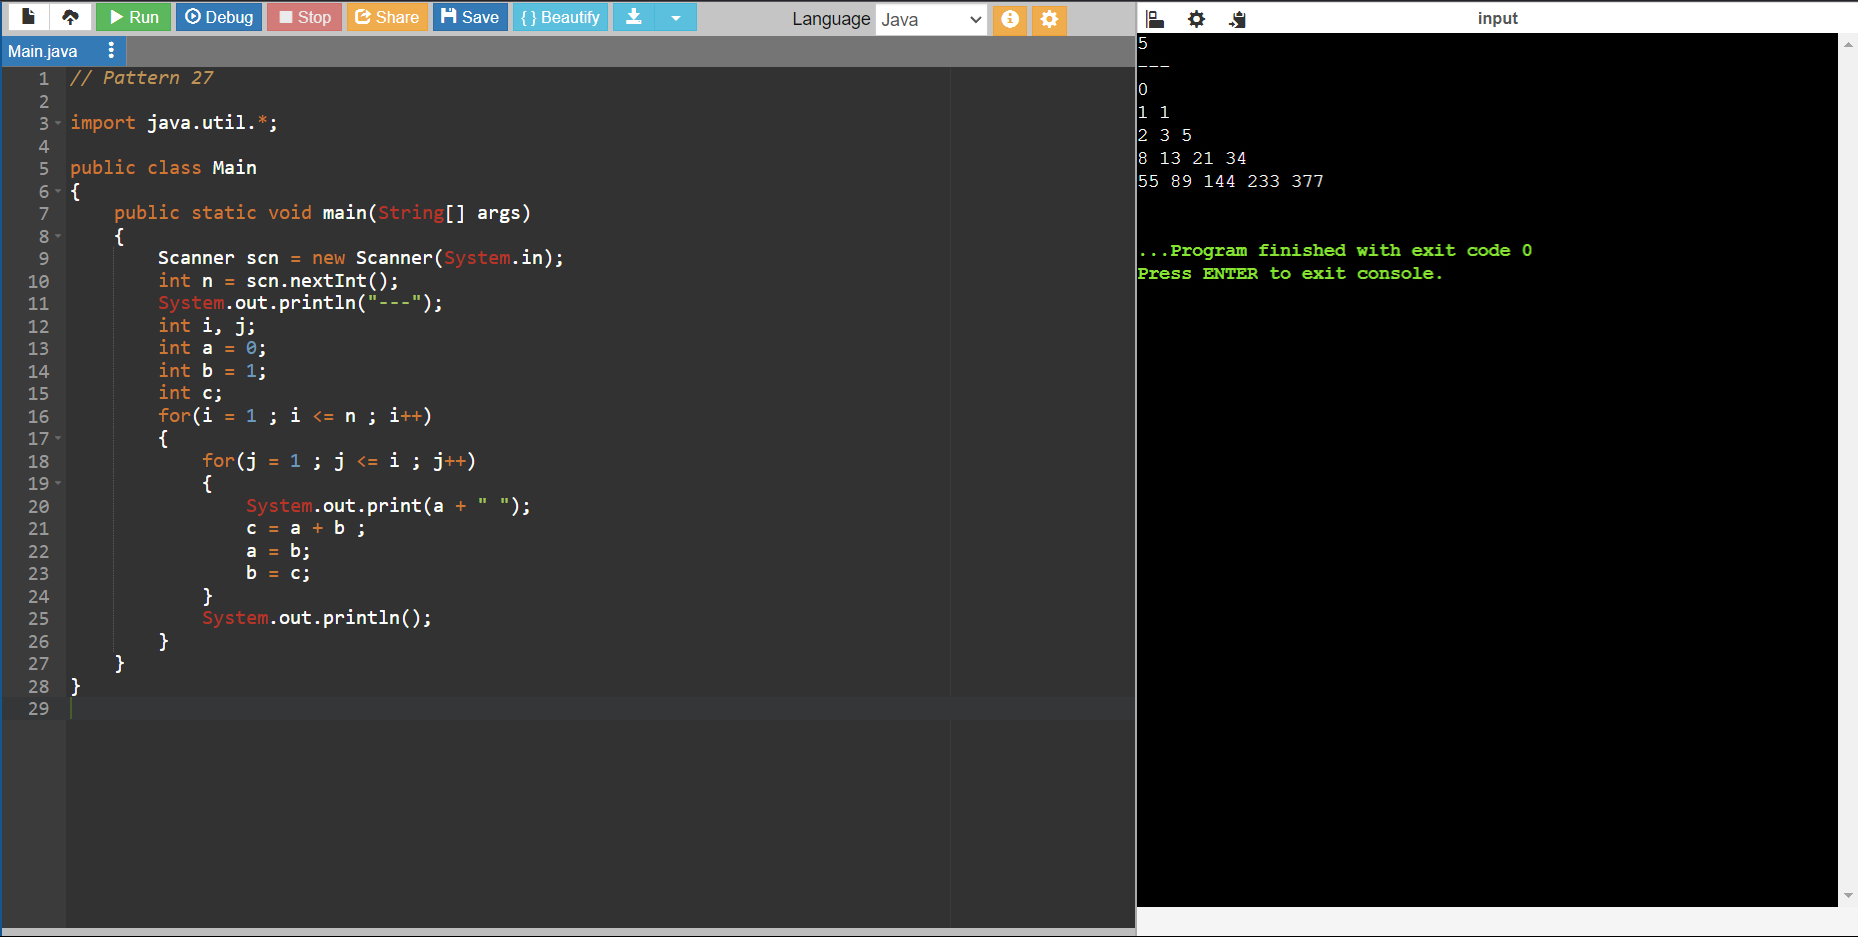 Run Debug Stop Share Save { } Beautify Language Java
Main.java
1 // Pattern 27
2
3 import java.util.*;
4
5 public class Main
6 {
7     public static void main(String[] args)
8     {
9         Scanner scn = new Scanner(System.in);
10         int n = scn.nextInt();
11         System.out.println("---");
12         int i, j;
13         int a = 0;
14         int b = 1;
15         int c;
16         for(i = 1 ; i <= n ; i++)
17         {
18             for(j = 1 ; j <= i ; j++)
19             {
20                 System.out.print(a + " ");
21                 c = a + b ;
22                 a = b;
23                 b = c;
24             }
25             System.out.println();
26         }
27     }
28 }
29
input
5
---
0
1 1
2 3 5
8 13 21 34
55 89 144 233 377
...Program finished with exit code 0
Press ENTER to exit console.